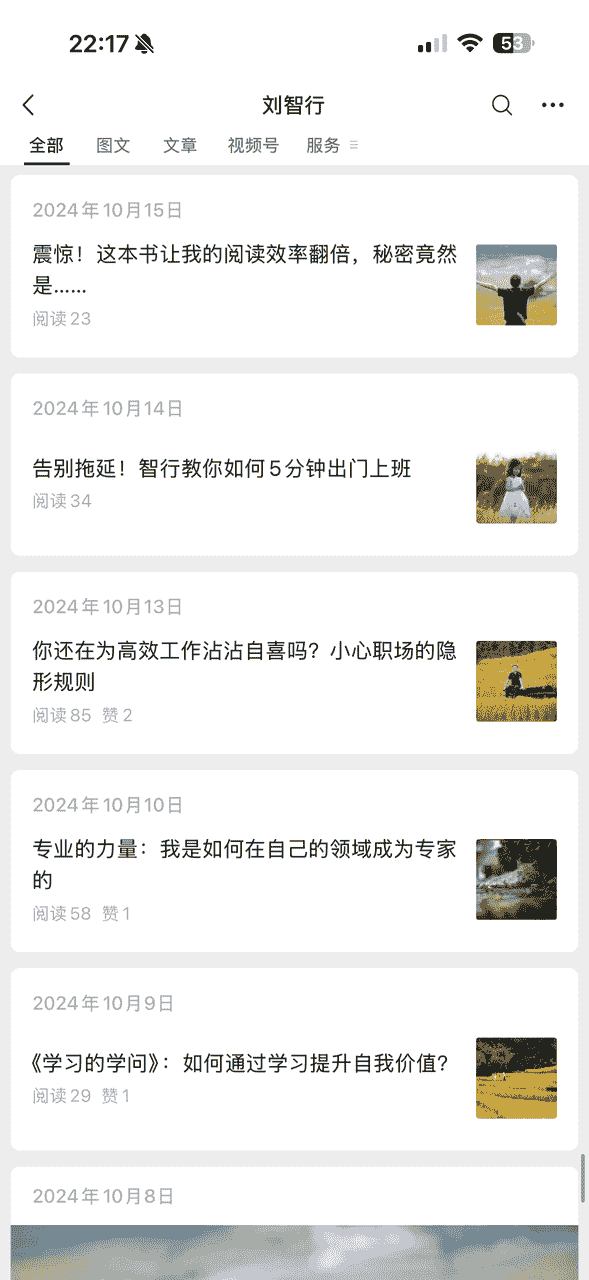 22:17
53
刘智行
全部 图文 文章 视频号 服务
2024年10月15日
震惊！这本书让我的阅读效率翻倍，秘密竟然
是……
阅读 23
2024年10月14日
告别拖延！智行教你如何5分钟出门上班
阅读 34
2024年10月13日
你还在为高效工作沾沾自喜吗？小心职场的隐
形规则
阅读 85 赞 2
2024年10月10日
专业的力量：我是如何在自己的领域成为专家
的
阅读 58 赞 1
2024年10月9日
《学习的学问》：如何通过学习提升自我价值？
阅读 29 赞 1
2024年10月8日